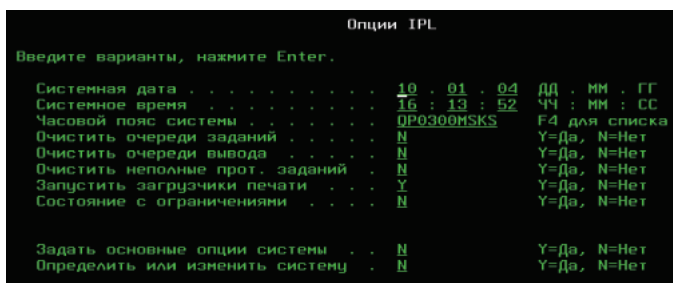 Опции IPL
Введите варианты, нажмите Enter.
Системная дата . . . . . . . . . . . 10 . 01 . 04 ДД . ММ . ГГ
Системное время . . . . . . . . . . 16 : 13 : 52 ЧЧ : ММ : СС
Часовой пояс системы . . . . . . . QP0300MSKS F4 для списка
Очистить очереди заданий . . . . . N Y=Да, N=Нет
Очистить очереди вывода . . . . . N Y=Да, N=Нет
Очистить неполные прот. заданий . N Y=Да, N=Нет
Запустить загрузчики печати . . . Y Y=Да, N=Нет
Состояние с ограничениями . . . . N Y=Да, N=Нет
Задать основные опции системы . . N Y=Да, N=Нет
Определить или изменить систему . N Y=Да, N=Нет